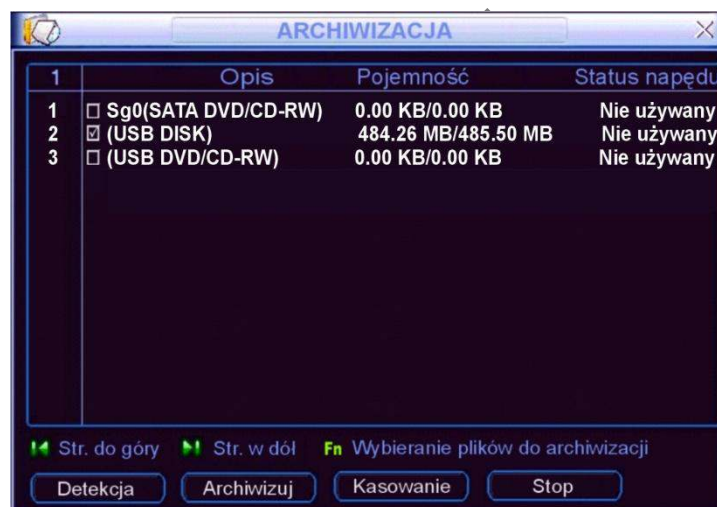 ARCHIWIZACJA
1 Opis Pojemność Status napędu
1 Sg0(SATA DVD/CD-RW) 0.00 KB/0.00 KB Nie używany
2 (USB DISK) 484.26 MB/485.50 MB Nie używany
3 (USB DVD/CD-RW) 0.00 KB/0.00 KB Nie używany
Str. do góry Str. w dół Fn Wybieranie plików do archiwizacji
Detekcja Archiwizuj Kasowanie Stop